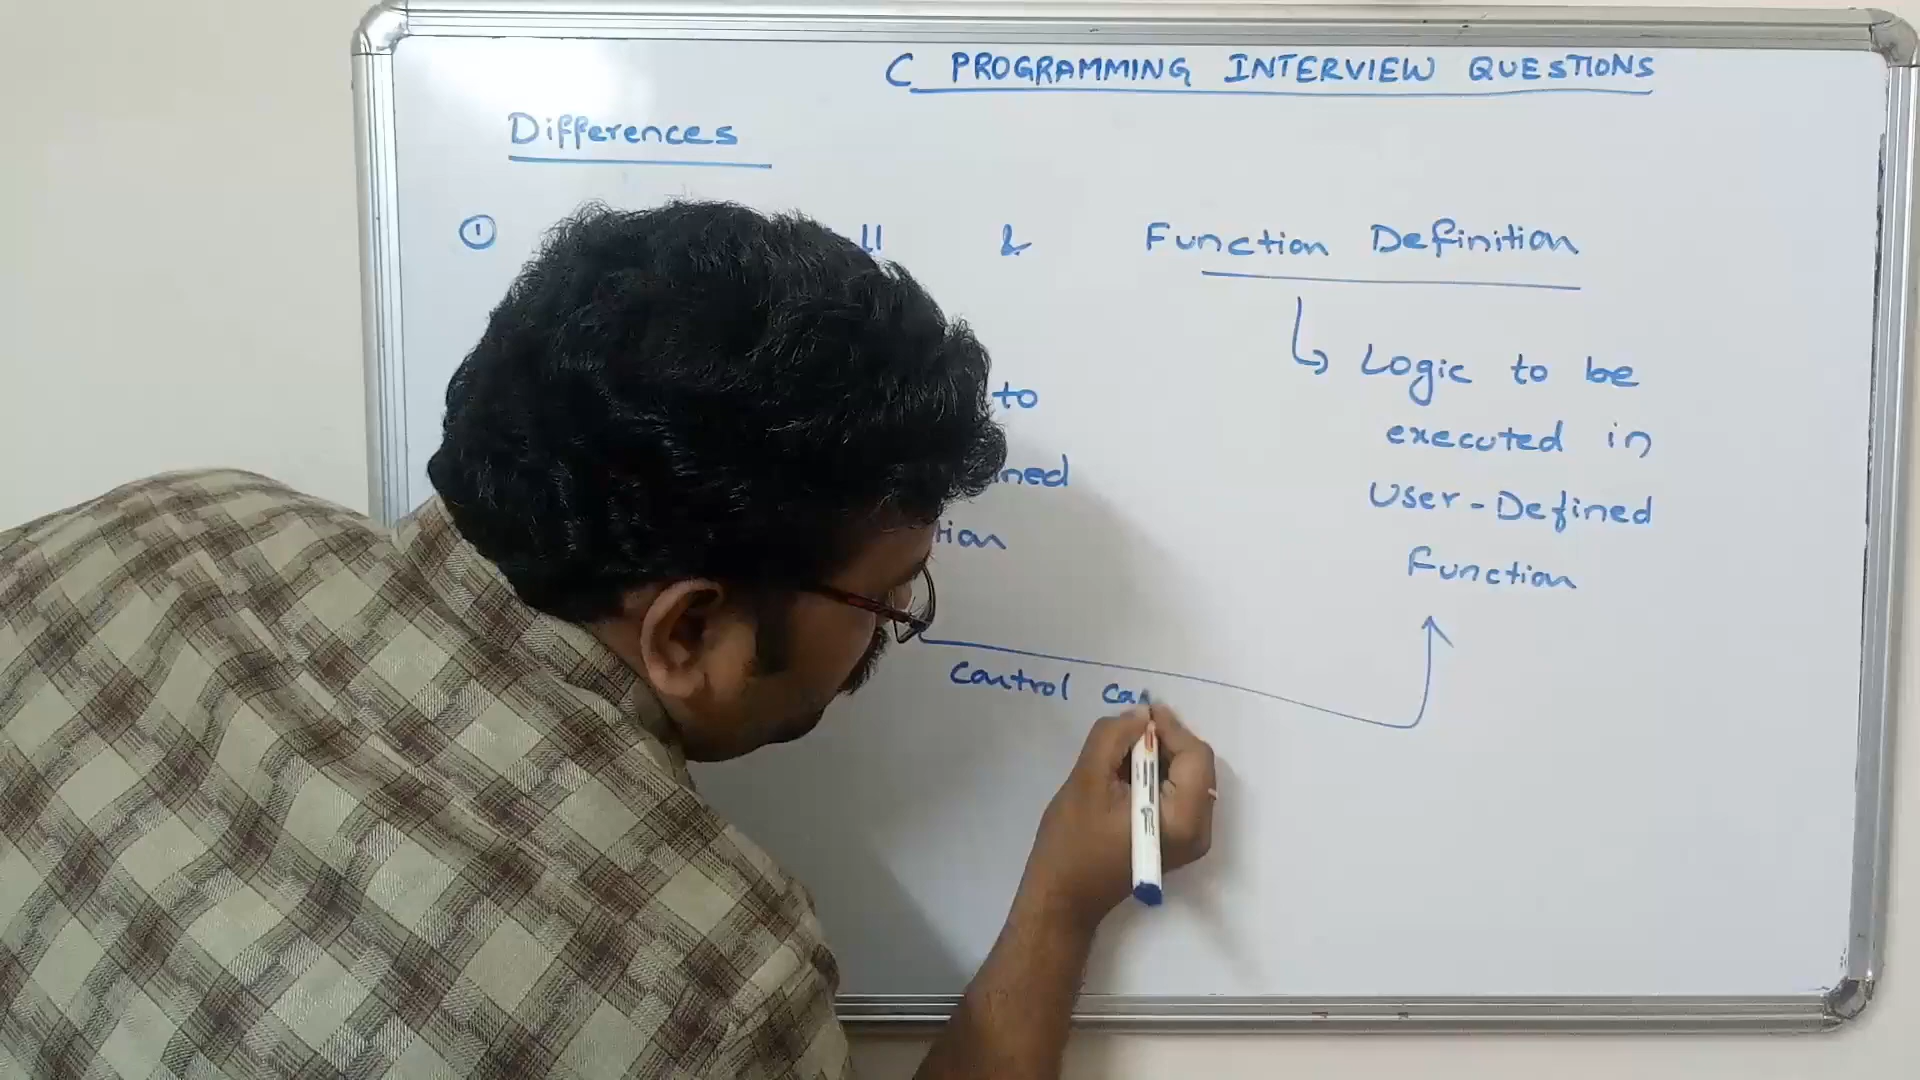 C PROGRAMMING INTERVIEW QUESTIONS
Differences
① ll & Function Definition
Logic to be
to
executed in
ned
User-Defined
tion
Function
Control Ca